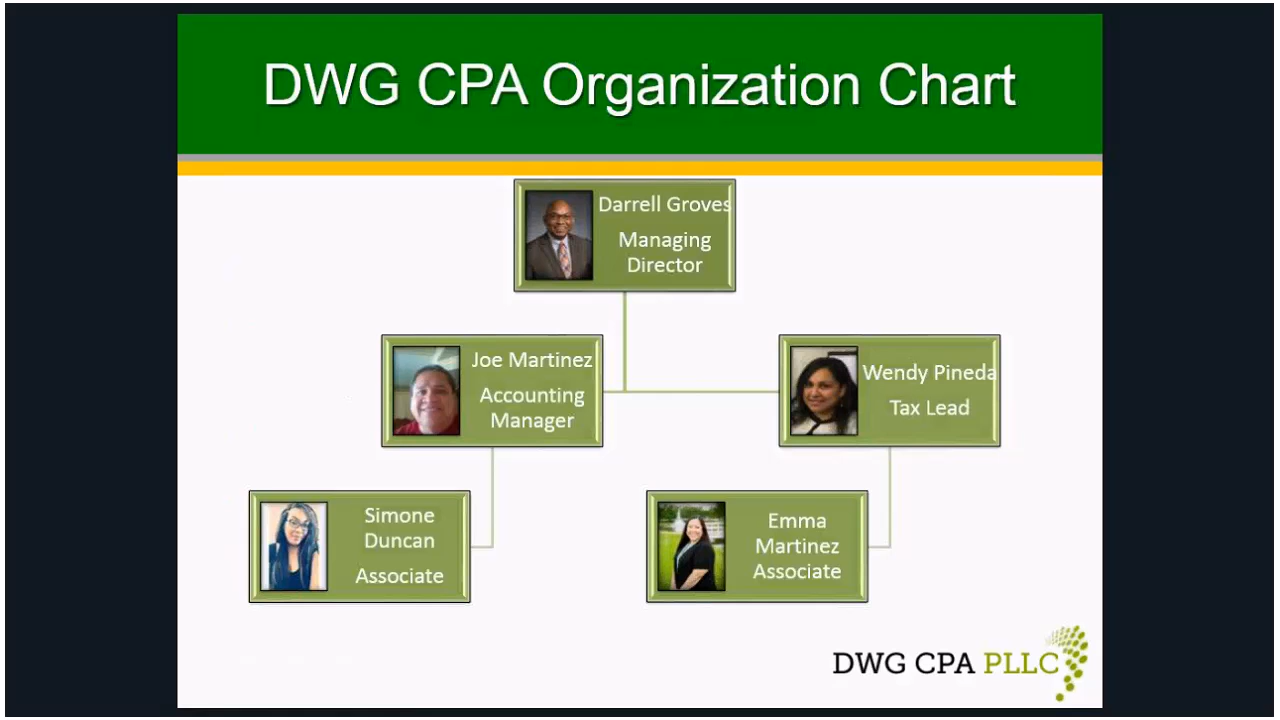 DWG CPA Organization Chart
Darrell Groves
Managing
Director
Joe Martinez
Accounting
Manager
Wendy Pineda
Tax Lead
Simone
Duncan
Associate
Emma
Martinez
Associate
DWG CPA PLLC